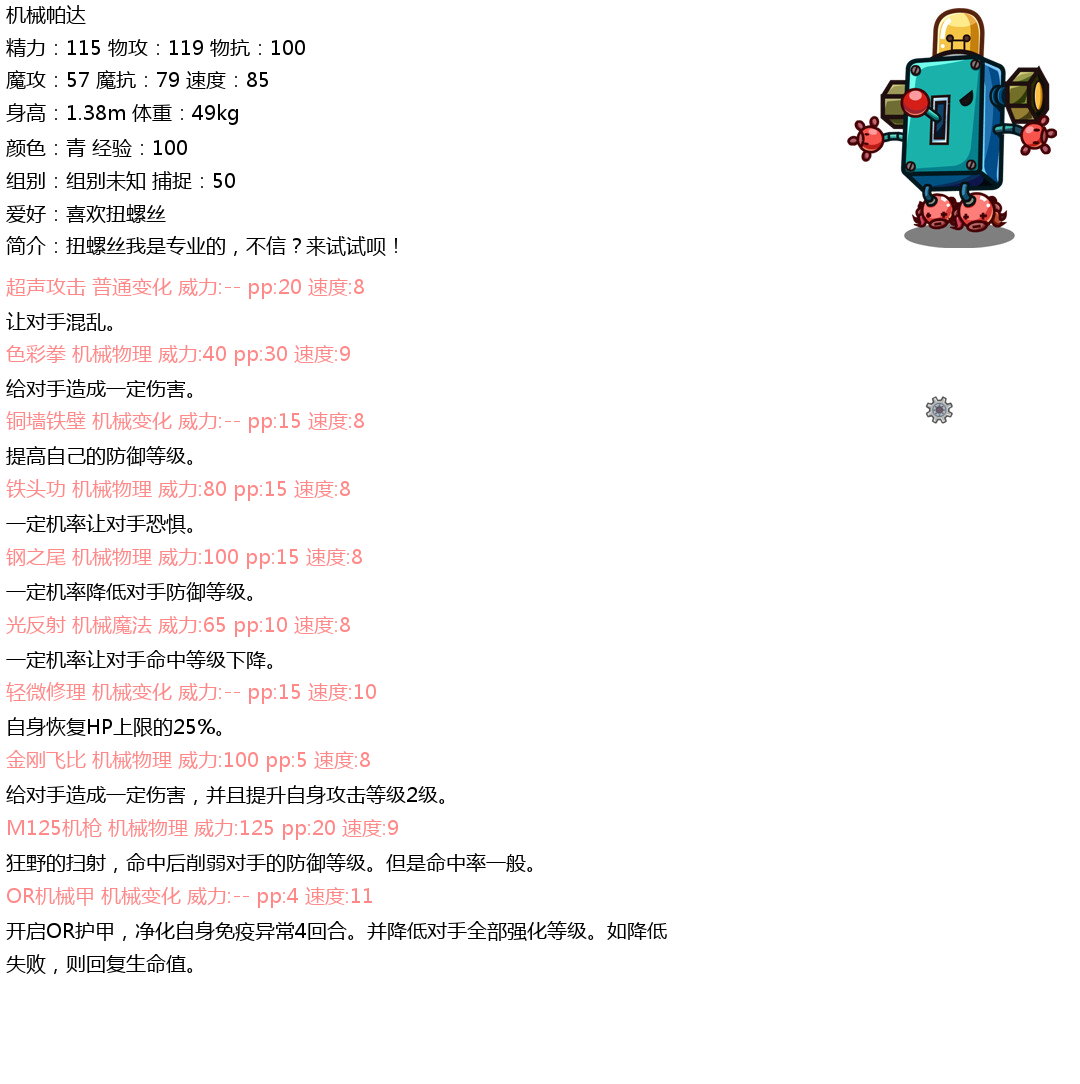 机械帕达
精力：115 物攻：119 物抗：100
魔攻：57 魔抗：79 速度：85
身高：1.38m 体重：49kg
颜色：青 经验：100
组别：组别未知 捕捉：50
爱好：喜欢扭螺丝
简介：扭螺丝我是专业的，不信？来试试呗！
超声攻击 普通变化 威力:-- pp:20 速度:8
让对手混乱。
色彩拳 机械物理 威力:40 pp:30 速度:9
给对手造成一定伤害。
铜墙铁壁 机械变化 威力:-- pp:15 速度:8
提高自己的防御等级。
铁头功 机械物理 威力:80 pp:15 速度:8
一定机率让对手恐惧。
钢之尾 机械物理 威力:100 pp:15 速度:8
一定机率降低对手防御等级。
光反射 机械魔法 威力:65 pp:10 速度:8
一定机率让对手命中等级下降。
轻微修理 机械变化 威力:-- pp:15 速度:10
自身恢复HP上限的25%。
金刚飞比 机械物理 威力:100 pp:5 速度:8
给对手造成一定伤害，并且提升自身攻击等级2级。
M125机枪 机械物理 威力:125 pp:20 速度:9
狂野的扫射，命中后削弱对手的防御等级。但是命中率一般。
OR机械甲 机械变化 威力:-- pp:4 速度:11
开启OR护甲，净化自身免疫异常4回合。并降低对手全部强化等级。如降低
失败，则回复生命值。